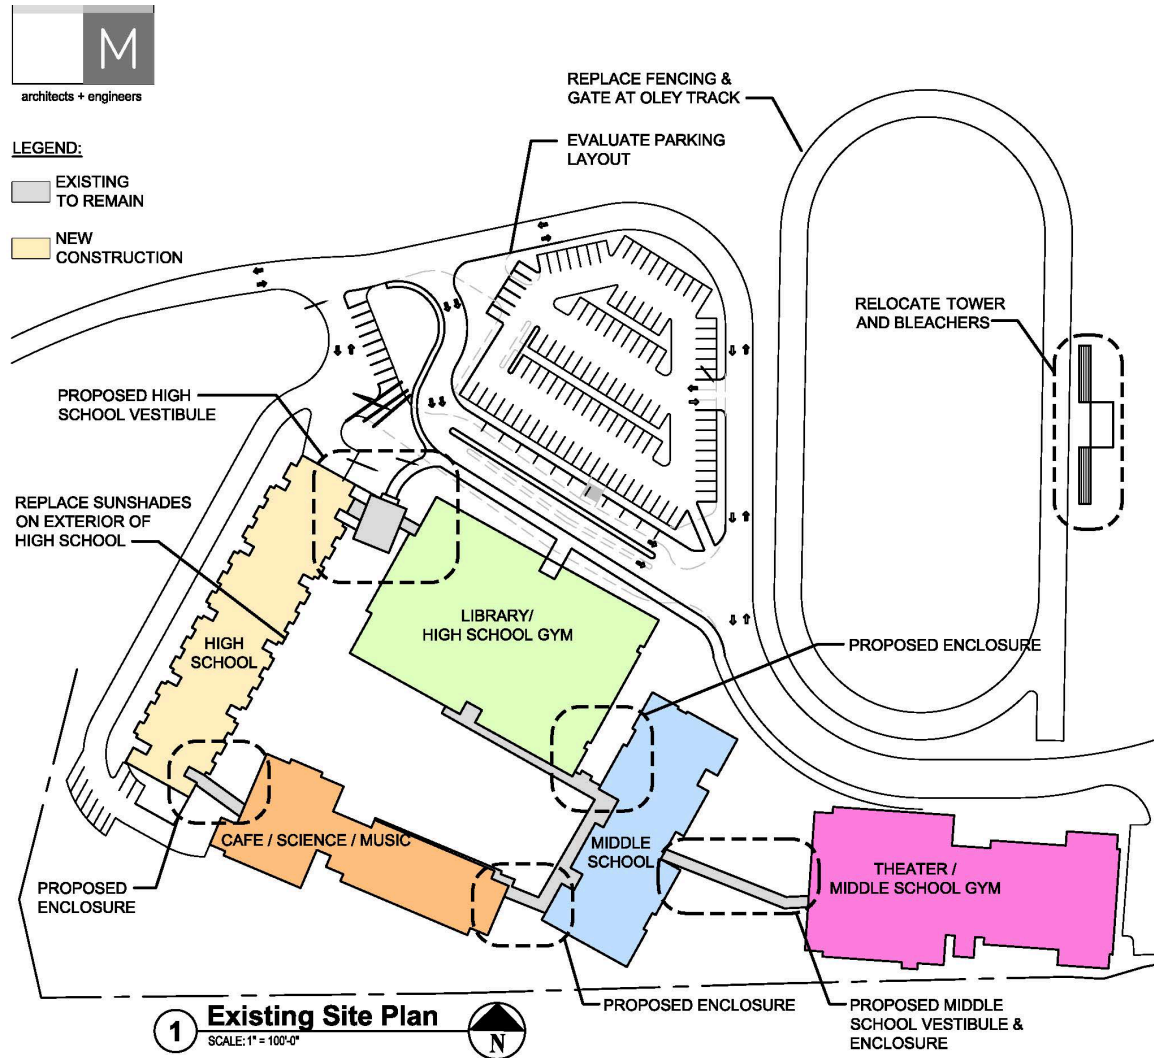 M
architects + engineers
LEGEND:
EXISTING
TO REMAIN
NEW
CONSTRUCTION
REPLACE FENCING &
GATE AT OLEY TRACK
EVALUATE PARKING
LAYOUT
RELOCATE TOWER
AND BLEACHERS
PROPOSED HIGH
SCHOOL VESTIBULE
REPLACE SUNSHADES
ON EXTERIOR OF
HIGH SCHOOL
LIBRARY/
HIGH SCHOOL GYM
HIGH
SCHOOL
PROPOSED ENCLOSURE
CAFE / SCIENCE / MUSIC
MIDDLE
SCHOOL
THEATER /
MIDDLE SCHOOL GYM
PROPOSED
ENCLOSURE
PROPOSED ENCLOSURE
PROPOSED MIDDLE
SCHOOL VESTIBULE &
ENCLOSURE
1
Existing Site Plan
SCALE: 1" = 100'-0"
N